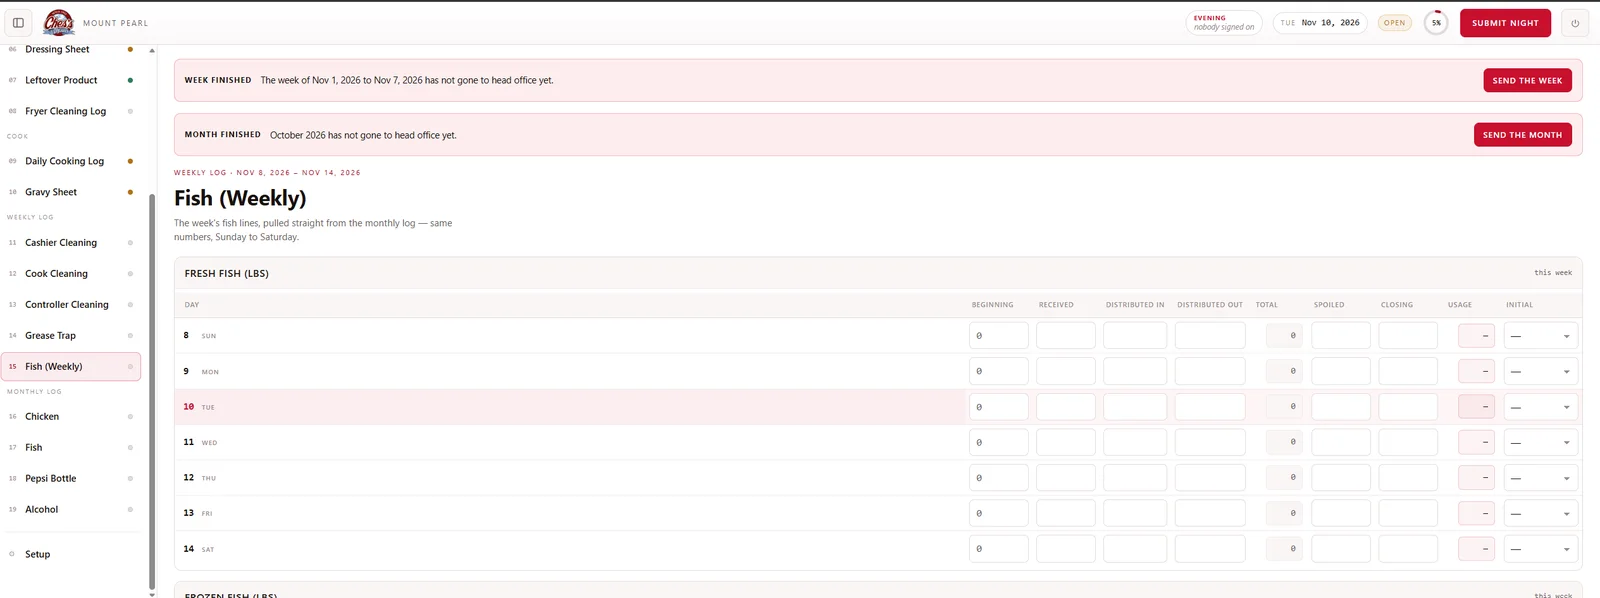 Ches's
MOUNT PEARL
EVENING
nobody signed on
TUE Nov 10, 2026
OPEN
5%
SUBMIT NIGHT
06 Dressing Sheet
07 Leftover Product
08 Fryer Cleaning Log
COOK
09 Daily Cooking Log
10 Gravy Sheet
WEEKLY LOG
11 Cashier Cleaning
12 Cook Cleaning
13 Controller Cleaning
14 Grease Trap
15 Fish (Weekly)
MONTHLY LOG
16 Chicken
17 Fish
18 Pepsi Bottle
19 Alcohol
Setup
WEEK FINISHED The week of Nov 1, 2026 to Nov 7, 2026 has not gone to head office yet.
SEND THE WEEK
MONTH FINISHED October 2026 has not gone to head office yet.
SEND THE MONTH
WEEKLY LOG · NOV 8, 2026 – NOV 14, 2026
Fish (Weekly)
The week's fish lines, pulled straight from the monthly log — same
numbers, Sunday to Saturday.
FRESH FISH (LBS) this week
DAY BEGINNING RECEIVED DISTRIBUTED IN DISTRIBUTED OUT TOTAL SPOILED CLOSING USAGE INITIAL
8 SUN 0 0 – —
9 MON 0 0 – —
10 TUE 0 0 – —
11 WED 0 0 – —
12 THU 0 0 – —
13 FRI 0 0 – —
14 SAT 0 0 – —
FROZEN FISH (LBS) this week